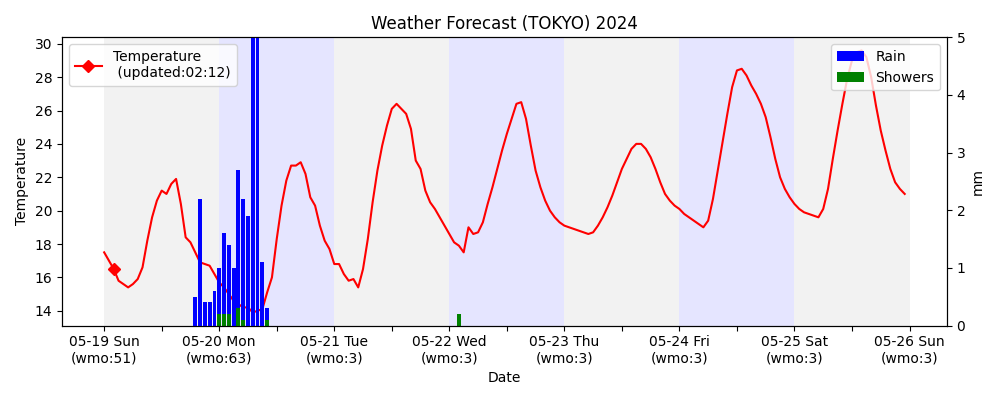 Weather Forecast (TOKYO) 2024
Temperature
(updated:02:12)
Rain
Showers
30
28
26
24
22
20
18
16
14
Temperature
5
4
3
2
1
0
mm
05-19 Sun
(wmo:51)
05-20 Mon
(wmo:63)
05-21 Tue
(wmo:3)
05-22 Wed
(wmo:3)
05-23 Thu
(wmo:3)
05-24 Fri
(wmo:3)
05-25 Sat
(wmo:3)
05-26 Sun
(wmo:3)
Date